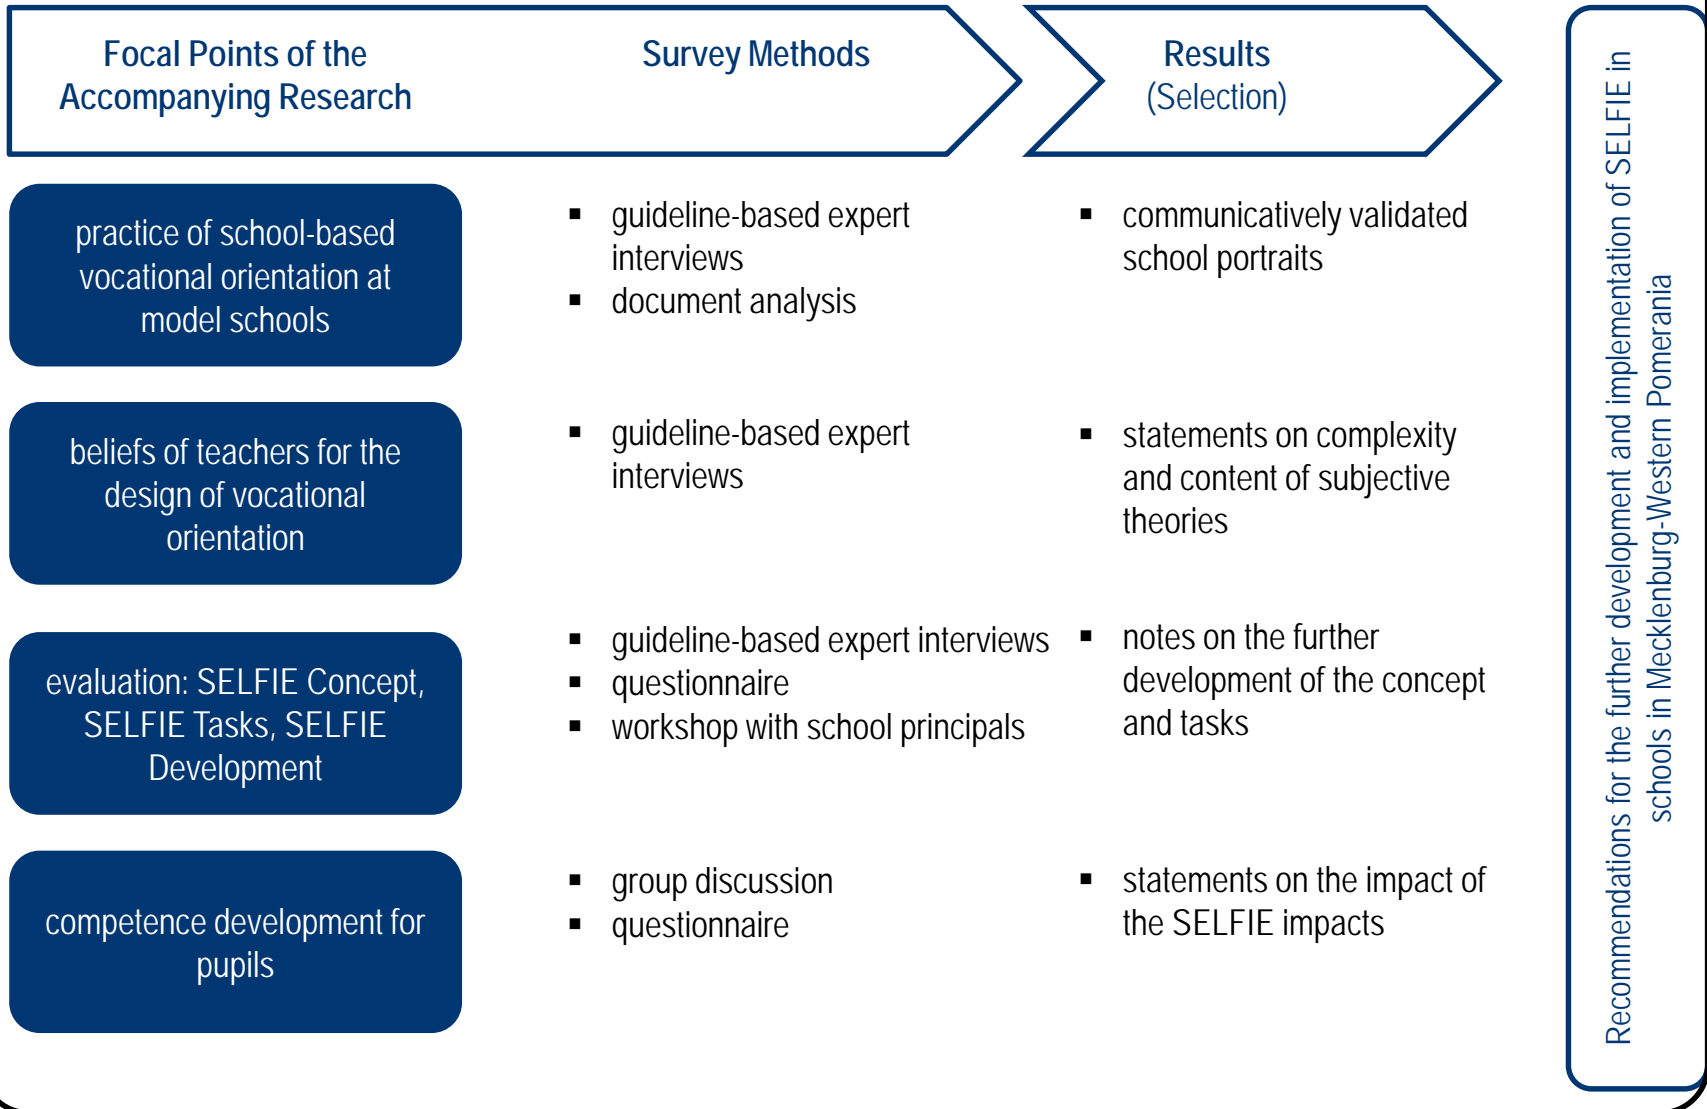 Focal Points of the
Accompanying Research
Survey Methods
Results
(Selection)
practice of school-based
vocational orientation at
model schools
▪ guideline-based expert
interviews
▪ document analysis
▪ communicatively validated
school portraits
beliefs of teachers for the
design of vocational
orientation
▪ guideline-based expert
interviews
▪ statements on complexity
and content of subjective
theories
evaluation: SELFIE Concept,
SELFIE Tasks, SELFIE
Development
▪ guideline-based expert interviews
▪ questionnaire
▪ workshop with school principals
▪ notes on the further
development of the concept
and tasks
competence development for
pupils
▪ group discussion
▪ questionnaire
▪ statements on the impact of
the SELFIE impacts
Recommendations for the further development and implementation of SELFIE in
schools in Mecklenburg-Western Pomerania